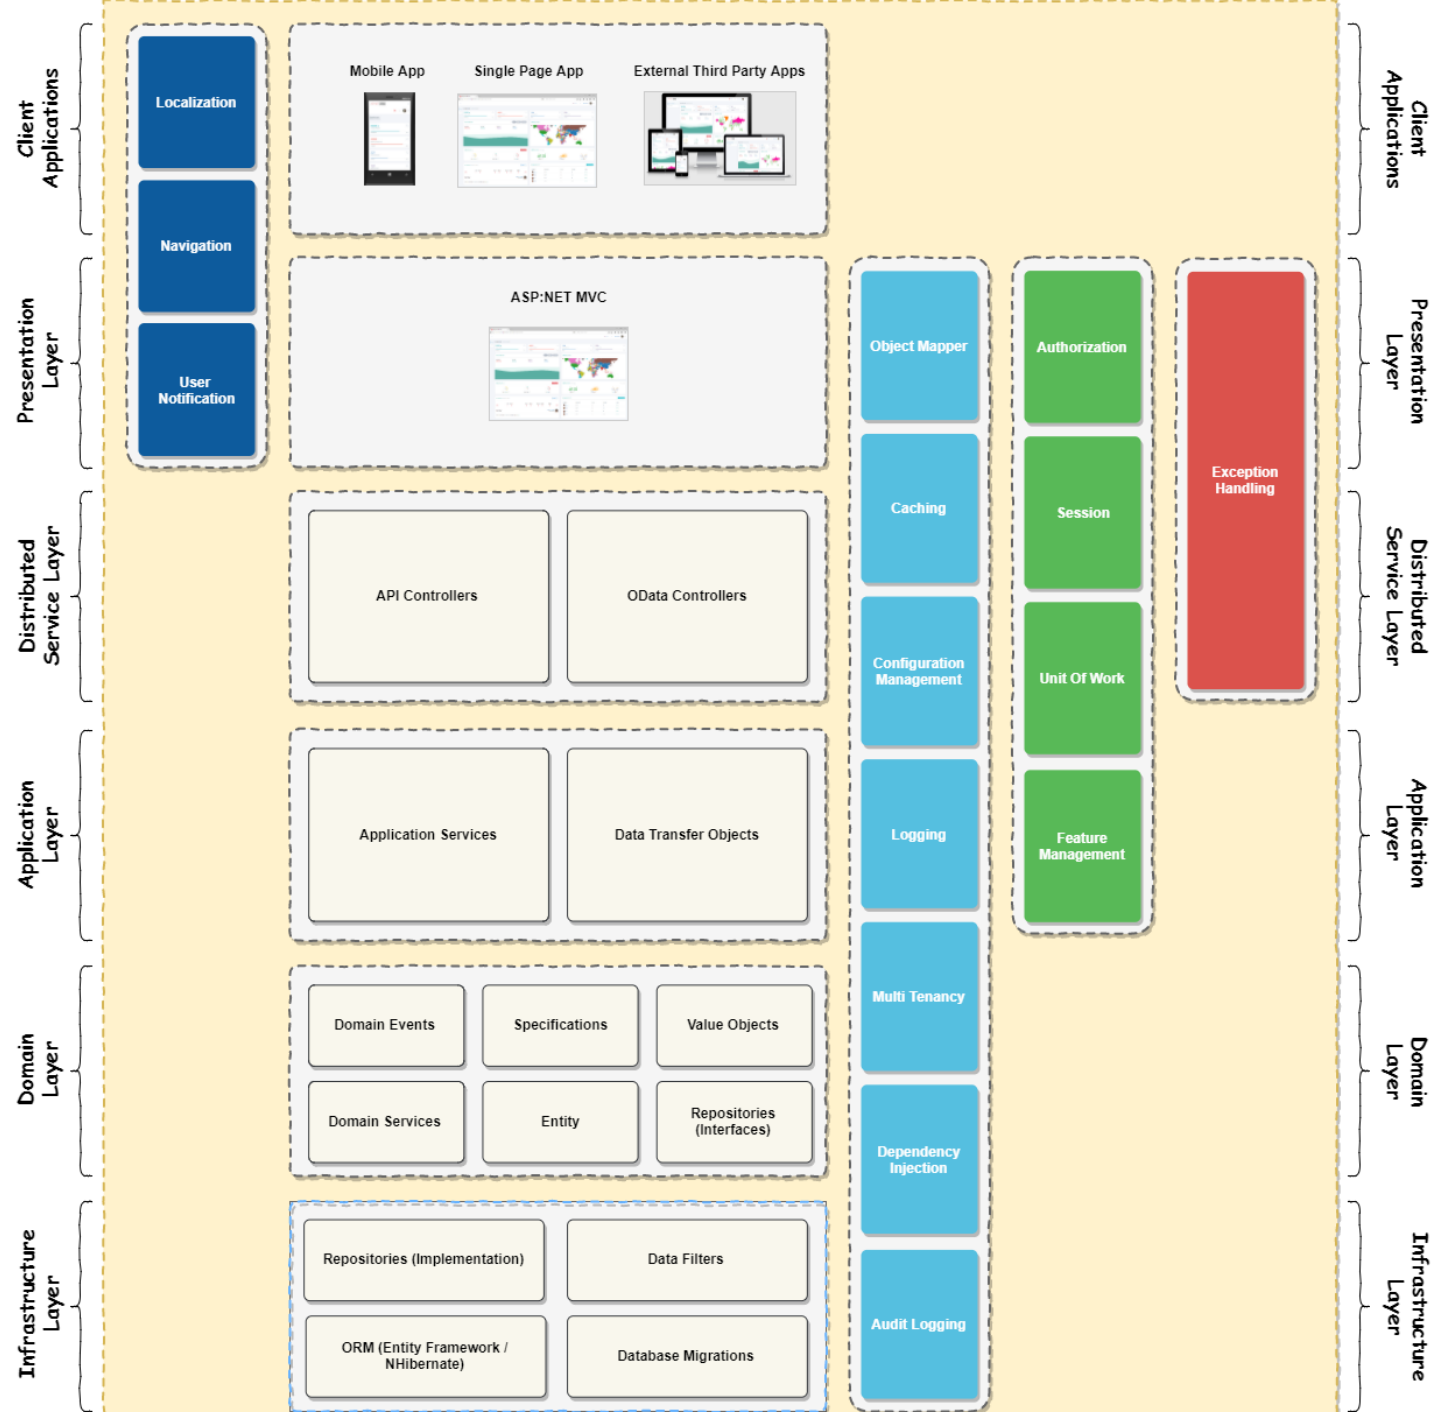 Client
Applications
Presentation
Layer
Distributed
Service Layer
Application
Layer
Domain
Layer
Infrastructure
Layer
Localization
Navigation
User
Notification
Mobile App
Single Page App
External Third Party Apps
ASP:NET MVC
API Controllers
OData Controllers
Application Services
Data Transfer Objects
Domain Events
Specifications
Value Objects
Domain Services
Entity
Repositories
(Interfaces)
Repositories (Implementation)
Data Filters
ORM (Entity Framework /
NHibernate)
Database Migrations
Object Mapper
Caching
Configuration
Management
Logging
Multi Tenancy
Dependency
Injection
Audit Logging
Authorization
Session
Unit Of Work
Feature
Management
Exception
Handling
Client
Applications
Presentation
Layer
Distributed
Service Layer
Application
Layer
Domain
Layer
Infrastructure
Layer